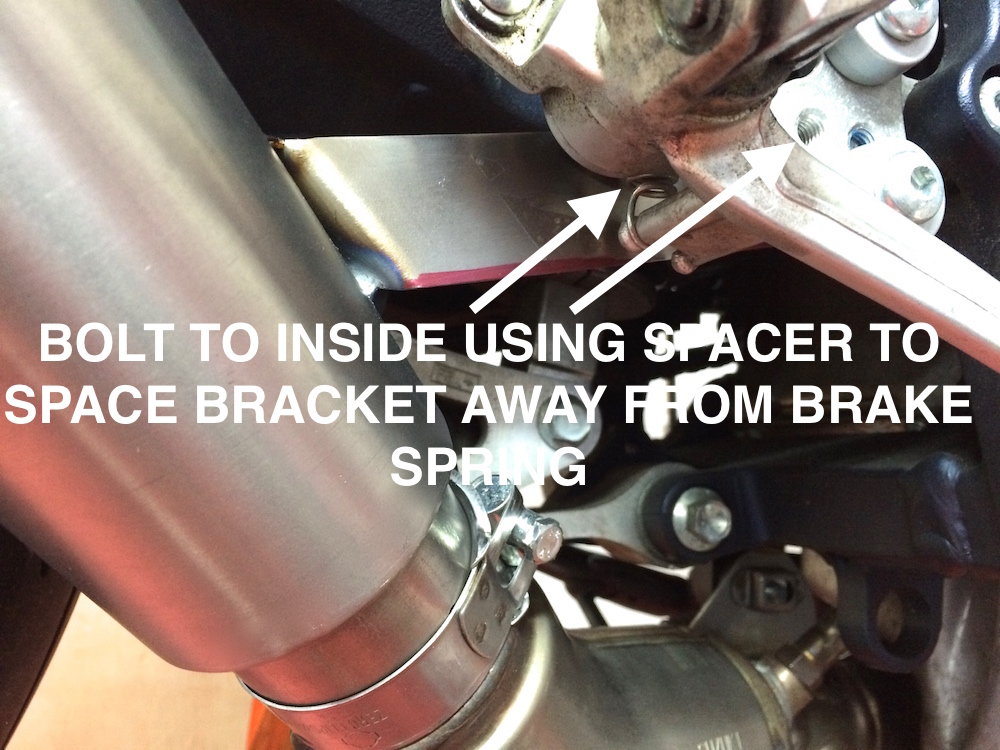 BOLT TO INSIDE USING SPACER TO
SPACE BRACKET AWAY FROM BRAKE
SPRING